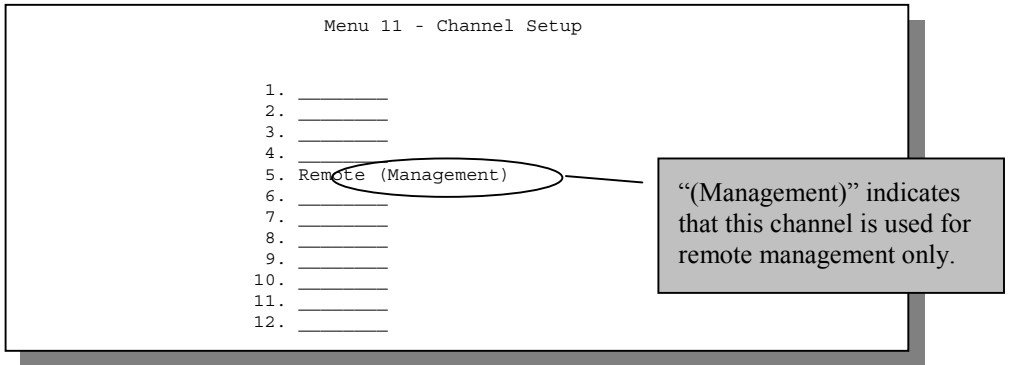 Menu 11 - Channel Setup
1. ________
2. ________
3. ________
4. ________
5. Remote (Management)
6. ________
7. ________
8. ________
9. ________
10. ________
11. ________
12. ________
“(Management)” indicates
that this channel is used for
remote management only.